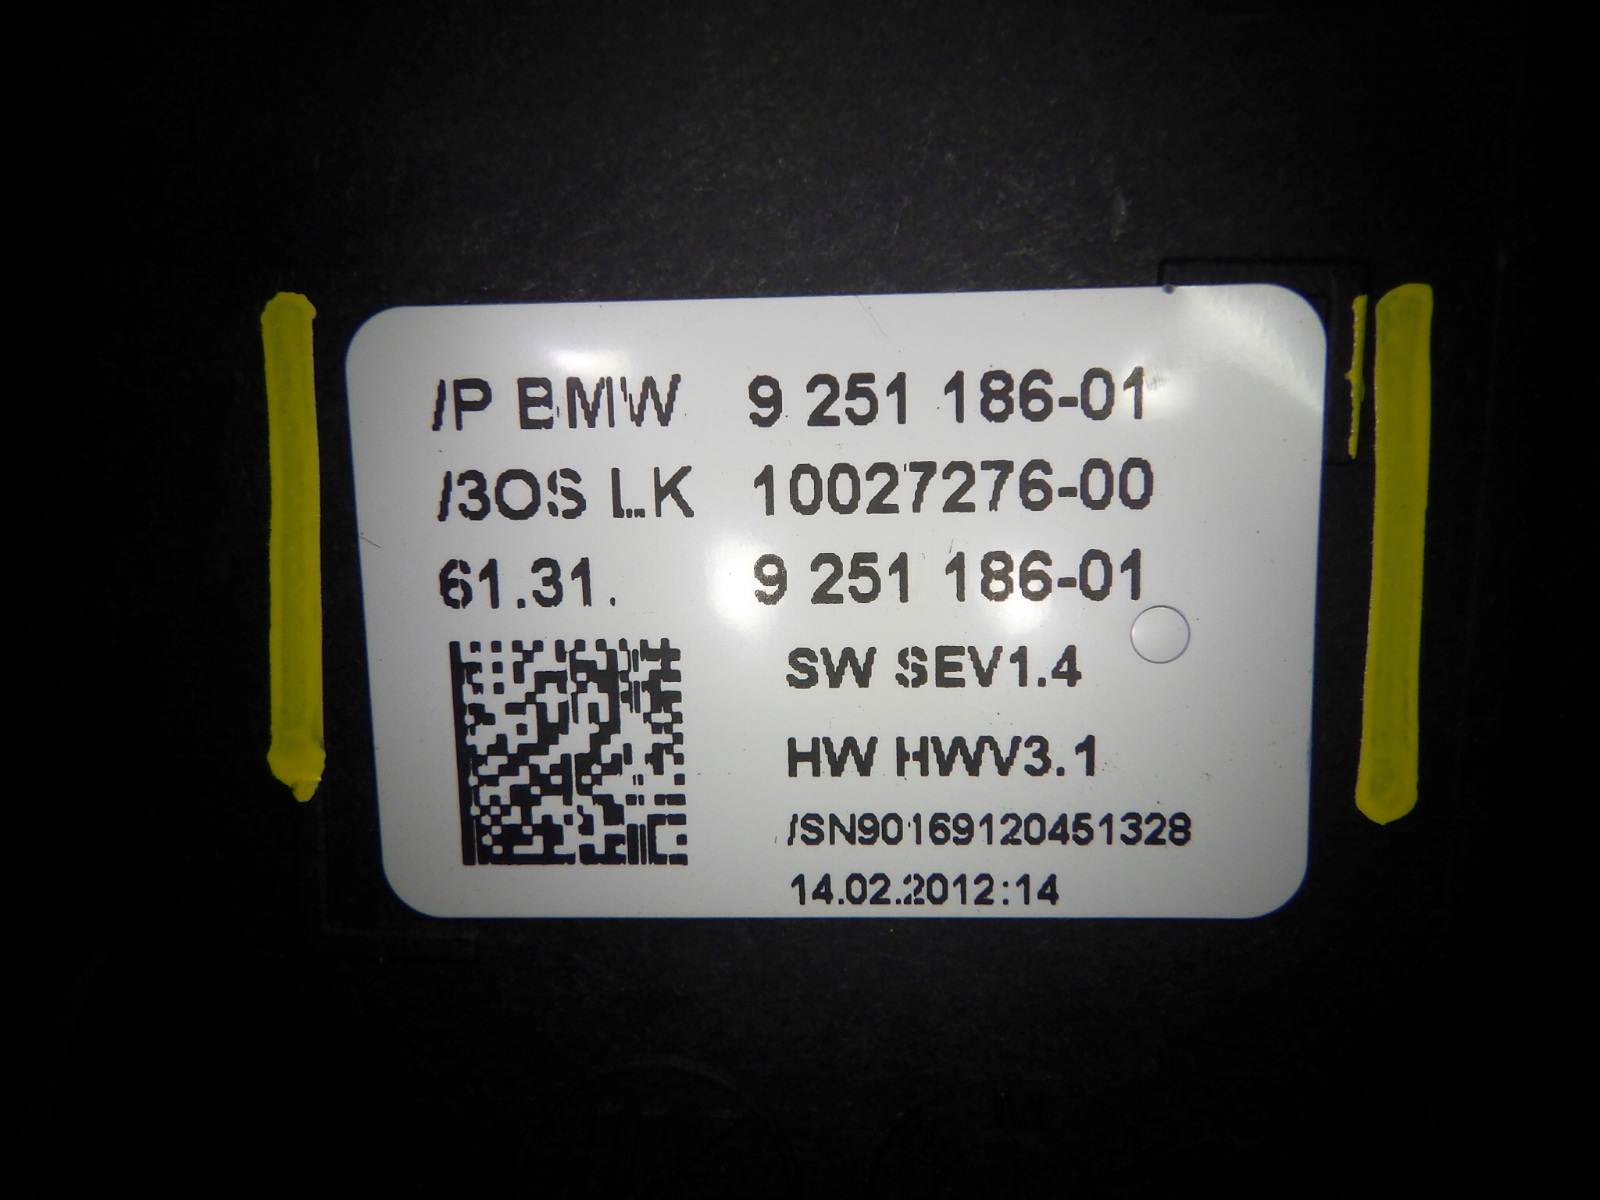 /P BMW 9 251 186-01
/3OS LK 10027276-00
61.31. 9 251 186-01
SW SEV1.4
HW HWV3.1
/SN90169120451328
14.02.2012:14